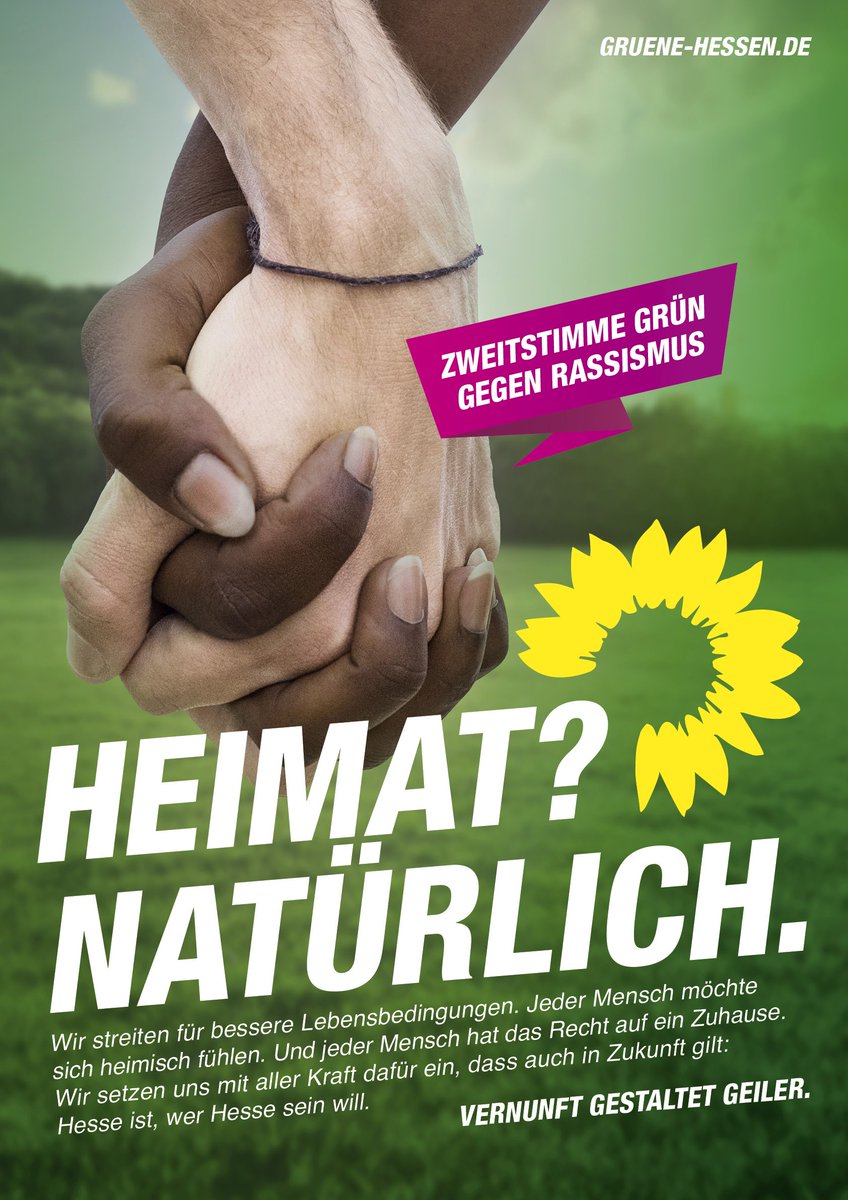 GRUENE-HESSEN.DE
ZWEITSTIMME GRÜN
GEGEN RASSISMUS
HEIMAT?
NATÜRLICH.
Wir streiten für bessere Lebensbedingungen. Jeder Mensch möchte
sich heimisch fühlen. Und jeder Mensch hat das Recht auf ein Zuhause.
Wir setzen uns mit aller Kraft dafür ein, dass auch in Zukunft gilt:
Hesse ist, wer Hesse sein will.
VERNUNFT GESTALTET GEILER.